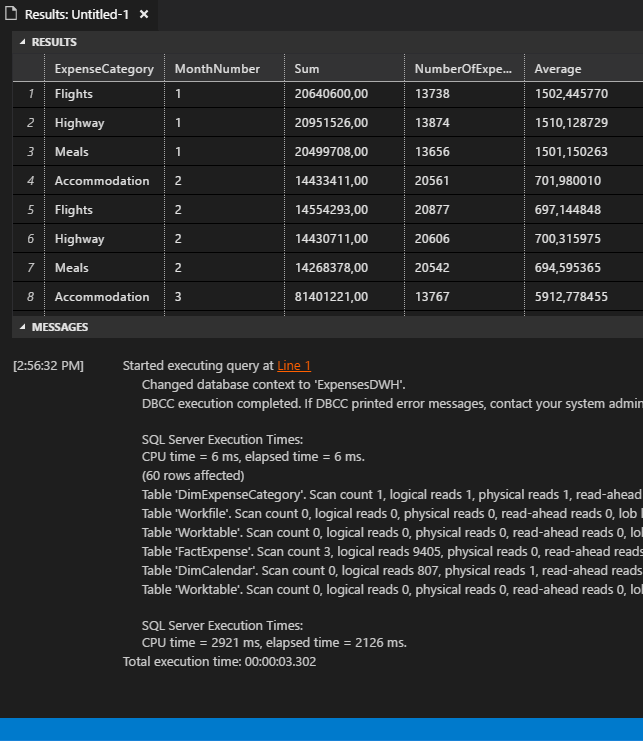 Results: Untitled-1 ×
RESULTS
ExpenseCategory MonthNumber Sum NumberOfExpe... Average
1 Flights 1 20640600,00 13738 1502,445770
2 Highway 1 20951526,00 13874 1510,128729
3 Meals 1 20499708,00 13656 1501,150263
4 Accommodation 2 14433411,00 20561 701,980010
5 Flights 2 14554293,00 20877 697,144848
6 Highway 2 14430711,00 20606 700,315975
7 Meals 2 14268378,00 20542 694,595365
8 Accommodation 3 81401221,00 13767 5912,778455
MESSAGES
[2:56:32 PM] Started executing query at Line 1
Changed database context to 'ExpensesDWH'.
DBCC execution completed. If DBCC printed error messages, contact your system admin
SQL Server Execution Times:
CPU time = 6 ms, elapsed time = 6 ms.
(60 rows affected)
Table 'DimExpenseCategory'. Scan count 1, logical reads 1, physical reads 1, read-ahead
Table 'Workfile'. Scan count 0, logical reads 0, physical reads 0, read-ahead reads 0, lob l
Table 'Worktable'. Scan count 0, logical reads 0, physical reads 0, read-ahead reads 0, lo
Table 'FactExpense'. Scan count 3, logical reads 9405, physical reads 0, read-ahead reads
Table 'DimCalendar'. Scan count 0, logical reads 807, physical reads 1, read-ahead reads
Table 'Worktable'. Scan count 0, logical reads 0, physical reads 0, read-ahead reads 0, lo
SQL Server Execution Times:
CPU time = 2921 ms, elapsed time = 2126 ms.
Total execution time: 00:00:03.302